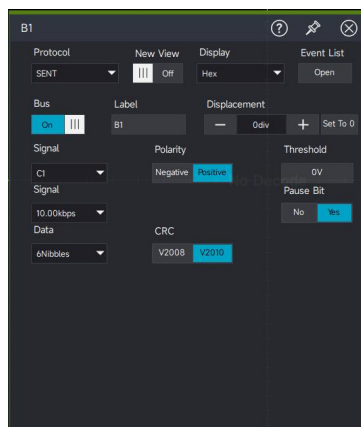 B1
Protocol New View Display Event List
SENT Off Hex Open
Bus Label Displacement
On B1 0div Set To 0
Signal Polarity Threshold
C1 Negative Positive 0V
No Decode
Signal Pause Bit
10.00kbps No Yes
Data CRC
6Nibbles V2008 V2010